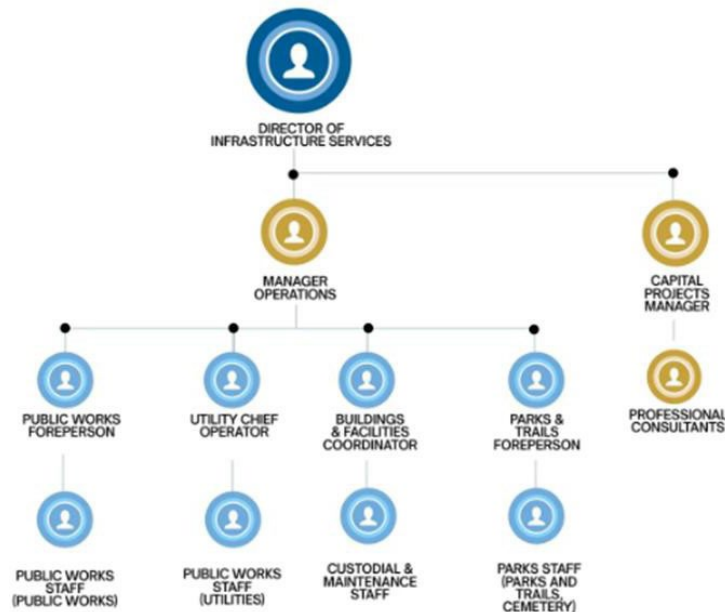 DIRECTOR OF
INFRASTRUCTURE SERVICES
MANAGER
OPERATIONS
CAPITAL
PROJECTS
MANAGER
PUBLIC WORKS
FOREPERSON
UTILITY CHIEF
OPERATOR
BUILDINGS
& FACILITIES
COORDINATOR
PARKS &
TRAILS
FOREPERSON
PROFESSIONAL
CONSULTANTS
PUBLIC WORKS
STAFF
(PUBLIC WORKS)
PUBLIC WORKS
STAFF
(UTILITIES)
CUSTODIAL &
MAINTENANCE
STAFF
PARKS STAFF
(PARKS AND
TRAILS,
CEMETERY)